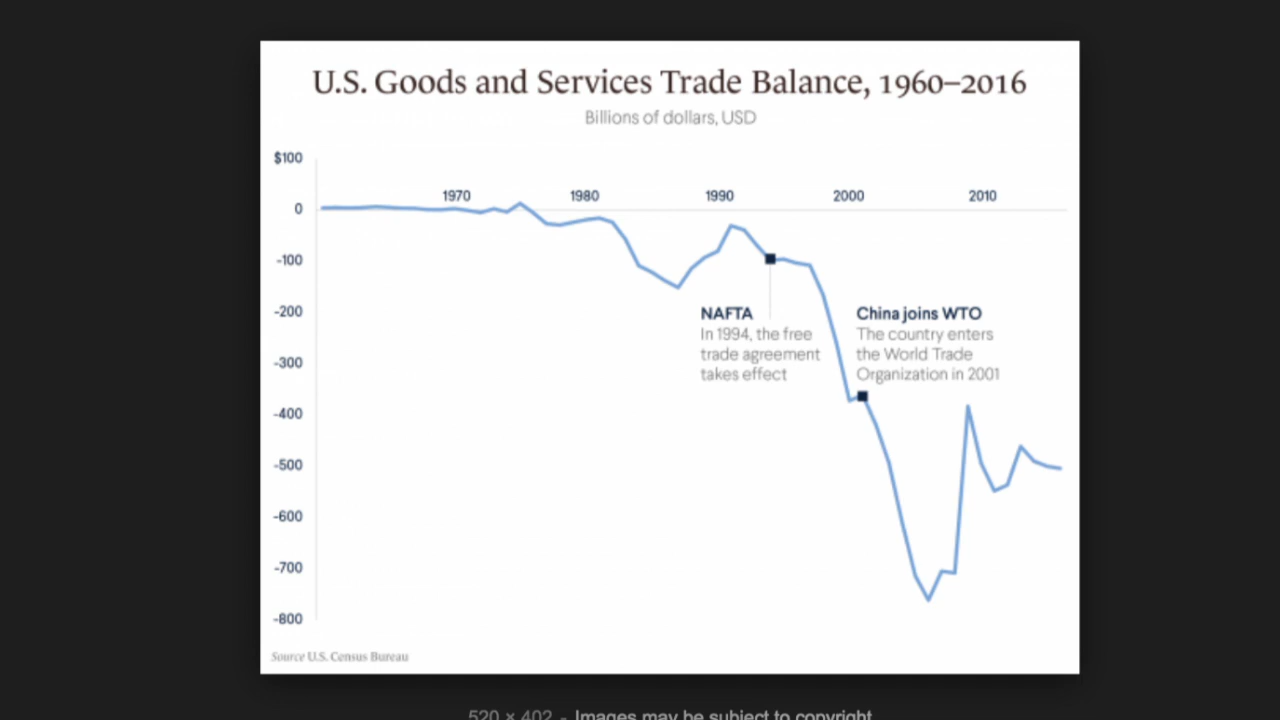 U.S. Goods and Services Trade Balance, 1960–2016
Billions of dollars, USD
$100
1970 1980 1990 2000 2010
0
-100
-200
-300
-400
-500
-600
-700
-800
NAFTA
In 1994, the free
trade agreement
takes effect
China joins WTO
The country enters
the World Trade
Organization in 2001
Source U.S. Census Bureau
520 × 402 - Images may be subject to copyright